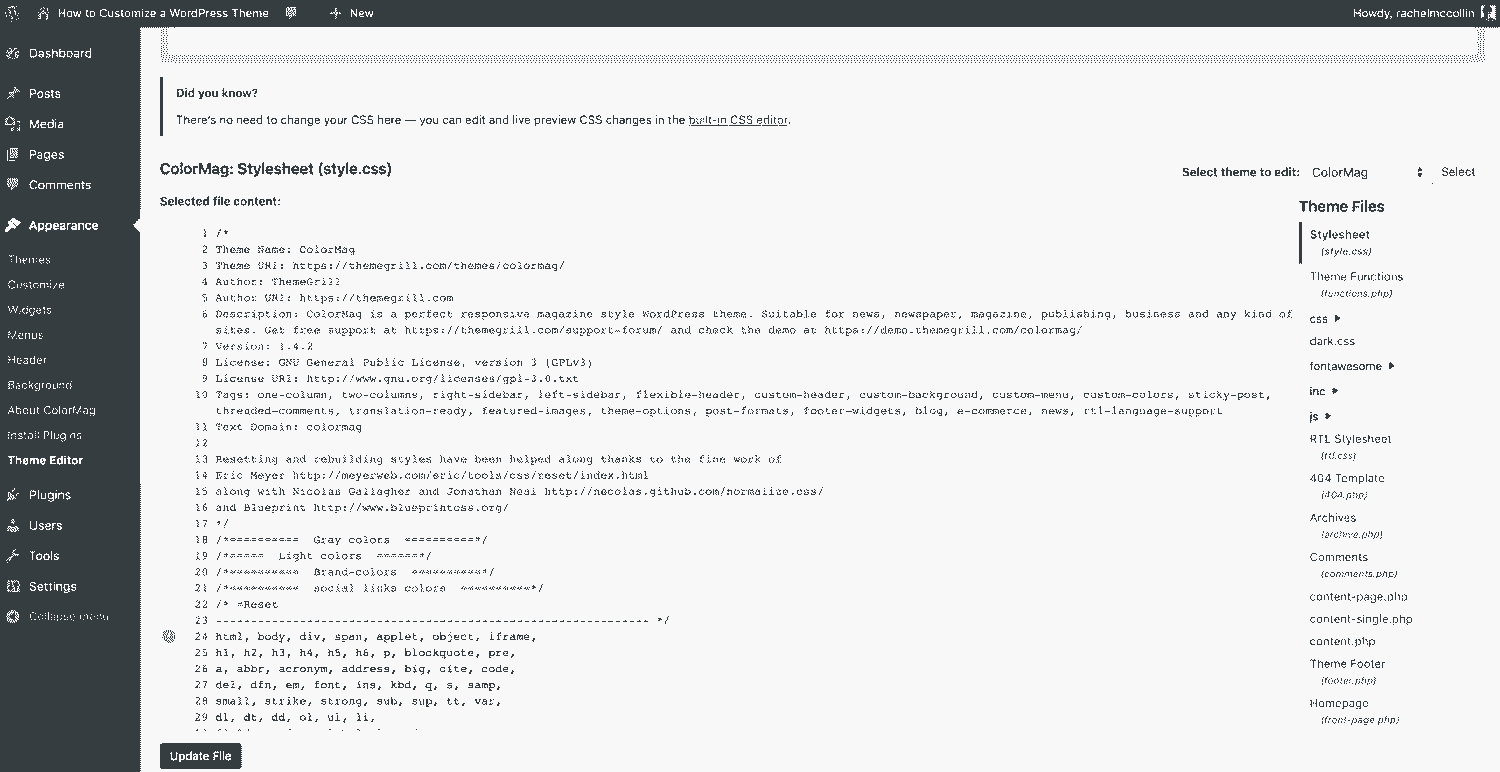 How to Customize a WordPress Theme
New
Howdy, rachelmccollin
Dashboard
Posts
Media
Pages
Comments
Appearance
Themes
Customize
Widgets
Menus
Header
Background
About ColorMag
Install Plugins
Theme Editor
Plugins
Users
Tools
Settings
Collapse menu
Did you know?
There's no need to change your CSS here — you can edit and live preview CSS changes in the built-in CSS editor.
ColorMag: Stylesheet (style.css)
Select theme to edit: ColorMag Select
Selected file content:
1 /*
2 Theme Name: ColorMag
3 Theme URI: https://themegrill.com/themes/colormag/
4 Author: ThemeGrill
5 Author URI: https://themegrill.com
6 Description: ColorMag is a perfect responsive magazine style WordPress theme. Suitable for news, newspaper, magazine, publishing, business and any kind of
sites. Get free support at https://themegrill.com/support-forum/ and check the demo at https://demo.themegrill.com/colormag/
7 Version: 1.4.2
8 License: GNU General Public License, version 3 (GPLv3)
9 License URI: http://www.gnu.org/licenses/gpl-3.0.txt
10 Tags: one-column, two-columns, right-sidebar, left-sidebar, flexible-header, custom-header, custom-background, custom-menu, custom-colors, sticky-post,
threaded-comments, translation-ready, featured-images, theme-options, post-formats, footer-widgets, blog, e-commerce, news, rtl-language-support
11 Text Domain: colormag
12
13 Resetting and rebuilding styles have been helped along thanks to the fine work of
14 Eric Meyer http://meyerweb.com/eric/tools/css/reset/index.html
15 along with Nicolas Gallagher and Jonathan Neal http://necolas.github.com/normalize.css/
16 and Blueprint http://www.blueprintcss.org/
17 */
18 /*========== Gray colors ==========*/
19 /*===== Light colors ======*/
20 /*========== Brand-colors ==========*/
21 /*========== social links colors ==========*/
22 /* =Reset
23 -------------------------------------------------------------- */
24 html, body, div, span, applet, object, iframe,
25 h1, h2, h3, h4, h5, h6, p, blockquote, pre,
26 a, abbr, acronym, address, big, cite, code,
27 del, dfn, em, font, ins, kbd, q, s, samp,
28 small, strike, strong, sub, sup, tt, var,
29 dl, dt, dd, ol, ul, li,
Update File
Theme Files
Stylesheet
(style.css)
Theme Functions
(functions.php)
css
dark.css
fontawesome
inc
js
RTL Stylesheet
(rtl.css)
404 Template
(404.php)
Archives
(archive.php)
Comments
(comments.php)
content-page.php
content-single.php
content.php
Theme Footer
(footer.php)
Homepage
(front-page.php)